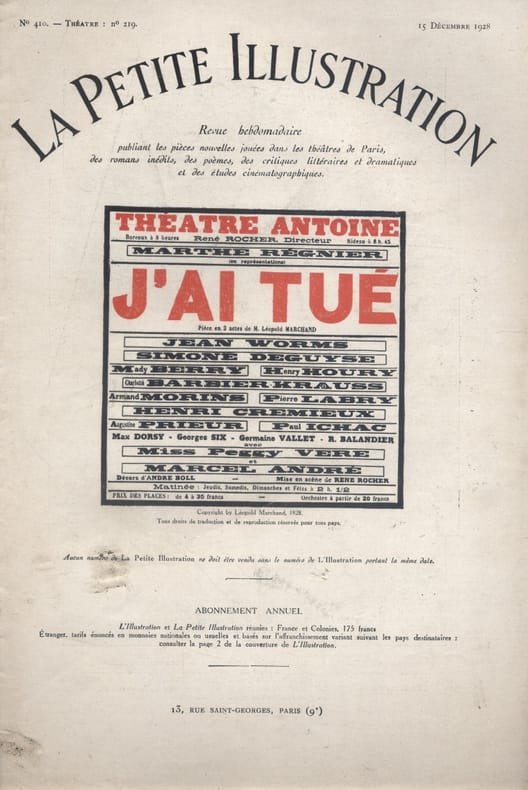 Nº 410. — Théatre : nº 219.
15 Décembre 1928
La Petite Illustration
Revue hebdomadaire
publiant les pièces nouvelles jouées dans les théâtres de Paris,
des romans inédits, des poèmes, des critiques littéraires et dramatiques
et des études cinématographiques.
THÉATRE ANTOINE
Bureaux à 8 heures René ROCHER, Directeur Rideau à 8 h. 45
MARTHE RÉGNIER
(en représentations)
J'AI TUÉ
Pièce en 3 actes de M. Léopold MARCHAND
JEAN WORMS
SIMONE DEGUYSE
Mady BERRY Henry HOURY
Charlotte BARBIER KRAUSS
Armand MORINS Pierre LABRY
HENRI CREMIEUX
Augustine PRIEUR Paul ICHAC
Max DORSY - Georges SIX - Germaine VALLET - R. BALANDIER
avec
Miss Peggy VERE
et
MARCEL ANDRÉ
Décors d'ANDRE BOLL — Mise en scène de RENE ROCHER
Matinée : Jeudis, Samedis, Dimanches et Fêtes à 2 h. 1/2
PRIX DES PLACES : de 4 à 30 francs — Orchestre à partir de 20 francs
Copyright by Léopold Marchand, 1928.
Tous droits de traduction et de reproduction réservés pour tous pays.
Aucun numéro de La Petite Illustration ne doit être vendu sans le numéro de L'Illustration portant la même date.
ABONNEMENT ANNUEL
L'Illustration et La Petite Illustration réunies : France et Colonies, 175 francs
Étranger, tarifs énoncés en monnaies nationales ou usuelles et basés sur l'affranchissement variant suivant les pays destinataires :
consulter la page 2 de la couverture de L'Illustration.
13, RUE SAINT-GEORGES, PARIS (9ᵉ)